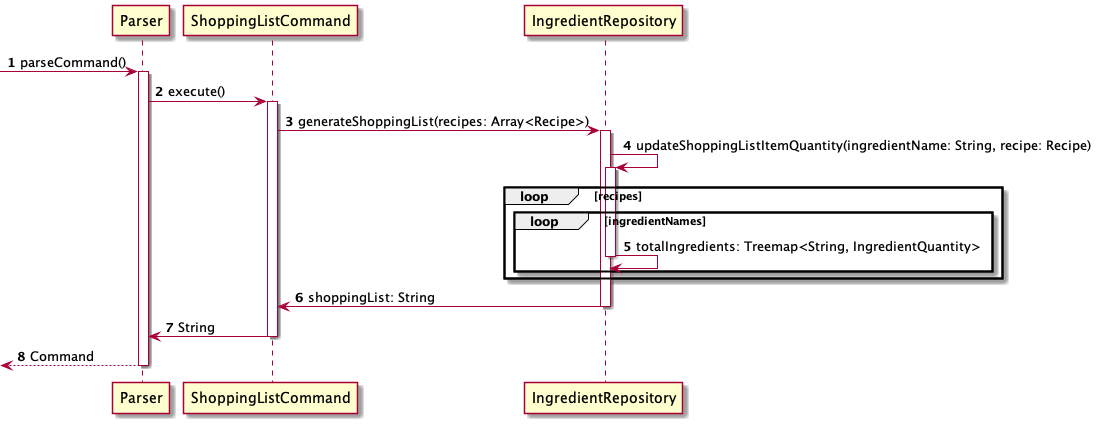 Parser
ShoppingListCommand
IngredientRepository
1 parseCommand()
2 execute()
3 generateShoppingList(recipes: Array<Recipe>)
4 updateShoppingListItemQuantity(ingredientName: String, recipe: Recipe)
loop [recipes]
loop [ingredientNames]
5 totalIngredients: Treemap<String, IngredientQuantity>
6 shoppingList: String
7 String
8 Command
Parser
ShoppingListCommand
IngredientRepository